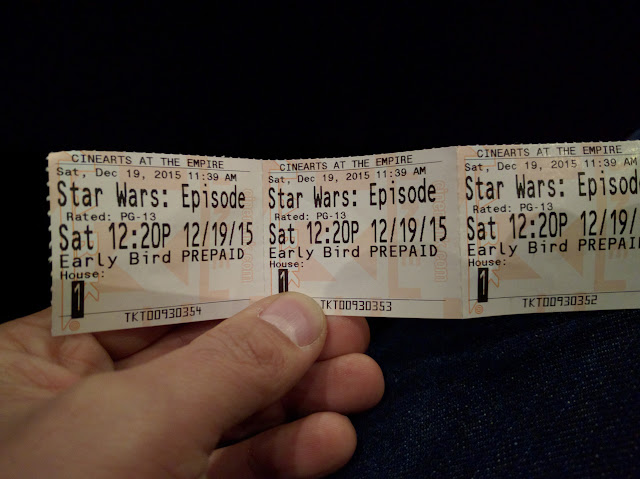 CINEARTS AT THE EMPIRE
Sat, Dec 19, 2015 11:39 AM
Star Wars: Episode
Rated: PG-13
Sat 12:20P 12/19/15
Early Bird PREPAID
House:
1
TKT00930354
CINEARTS AT THE EMPIRE
Sat, Dec 19, 2015 11:39 AM
Star Wars: Episode
Rated: PG-13
Sat 12:20P 12/19/15
Early Bird PREPAID
House:
1
TKT00930353
CINEARTS AT THE EMPIRE
Sat, Dec 19, 2015 11:39 AM
Star Wars: Episode
Rated: PG-13
Sat 12:20P 12/19/
Early Bird PREPAID
House:
1
TKT00930352